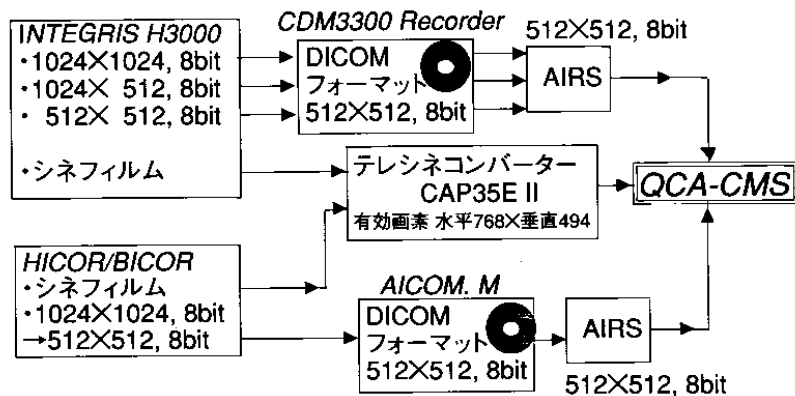 INTEGRIS H3000
・1024×1024, 8bit
・1024× 512, 8bit
・ 512× 512, 8bit
・シネフィルム
CDM3300 Recorder
DICOM
フォーマット
512×512, 8bit
512×512, 8bit
AIRS
テレシネコンバーター
CAP35E II
有効画素 水平768×垂直494
QCA-CMS
HICOR/BICOR
・シネフィルム
・1024×1024, 8bit
→512×512, 8bit
AICOM. M
DICOM
フォーマット
512×512, 8bit
AIRS
512×512, 8bit